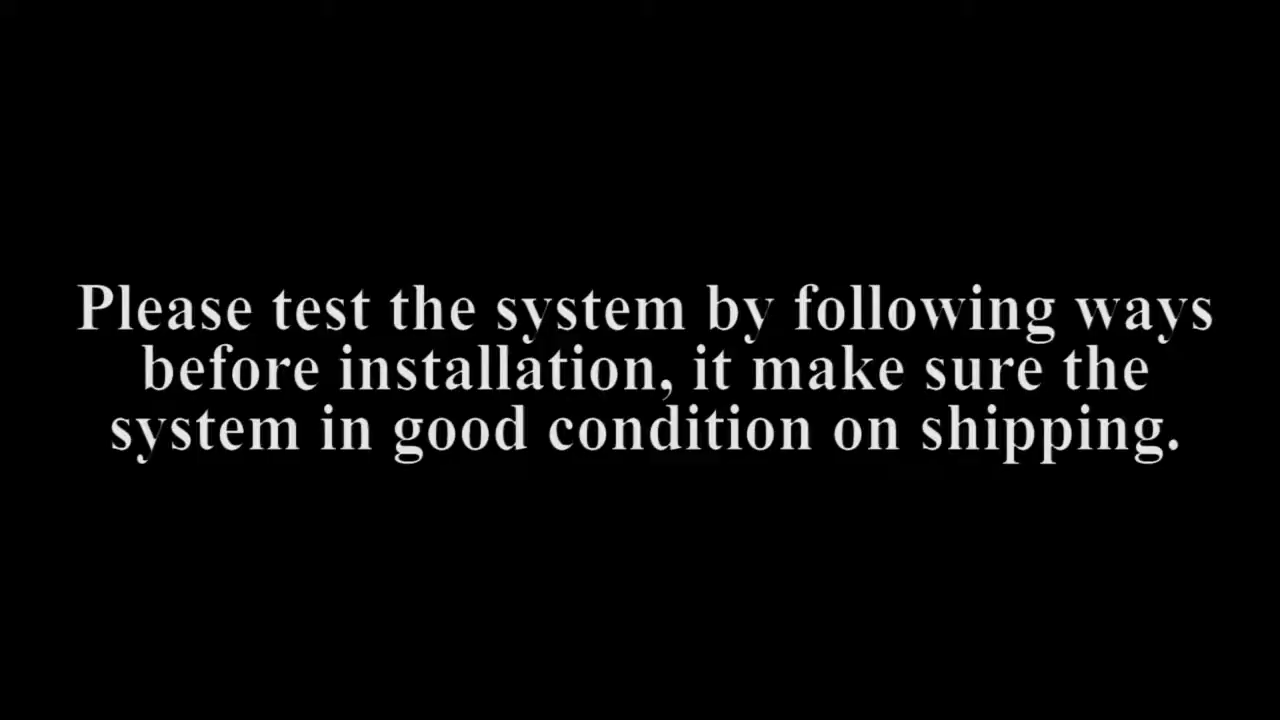 Please test the system by following ways
before installation, it make sure the
system in good condition on shipping.